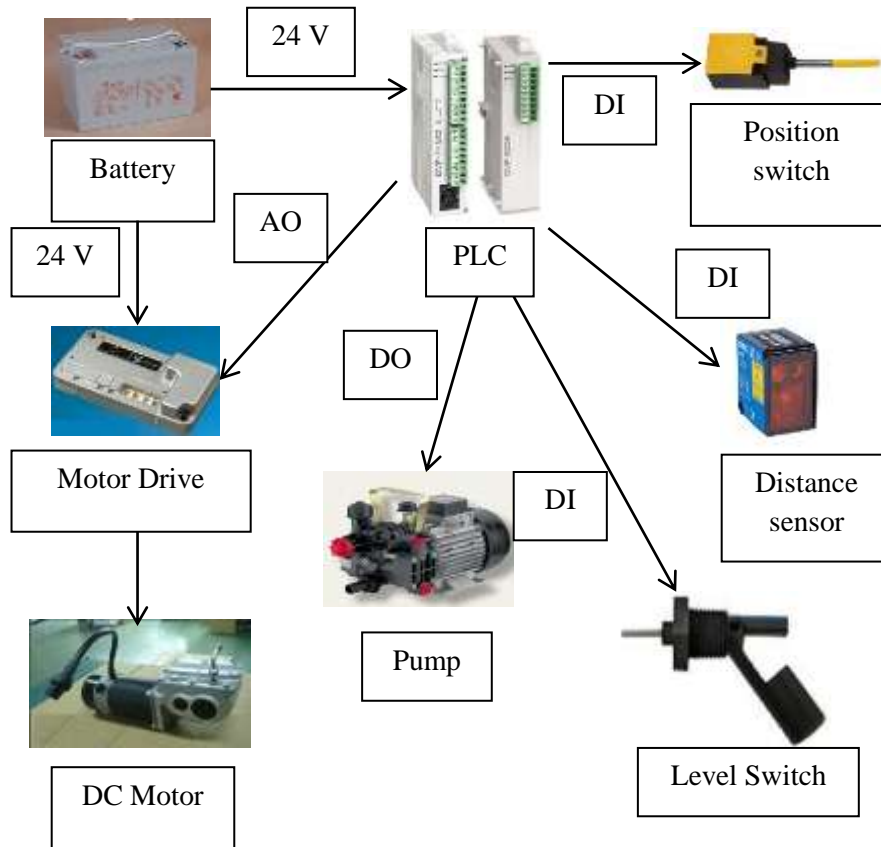 24 V
DI
Position
switch
Battery
24 V
AO
PLC
DI
DO
Motor Drive
DI
Distance
sensor
Pump
Level Switch
DC Motor